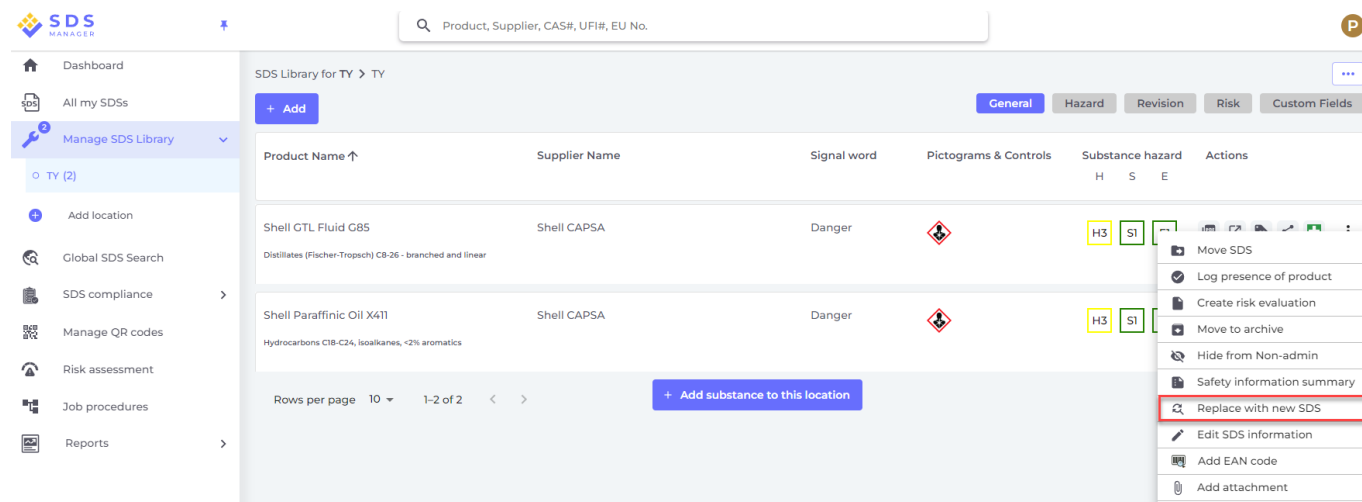 SDS
MANAGER
Product, Supplier, CAS#, UFI#, EU No.
P
Dashboard
SDS
All my SDSs
2
Manage SDS Library
TY (2)
Add location
Global SDS Search
SDS compliance
Manage QR codes
Risk assessment
Job procedures
Reports
SDS Library for TY > TY
+ Add
General Hazard Revision Risk Custom Fields
Product Name Supplier Name Signal word Pictograms & Controls Substance hazard Actions
H S E
Shell GTL Fluid G85 Shell CAPSA Danger H3 S1
Distillates (Fischer-Tropsch) C8-26 - branched and linear
Shell Paraffinic Oil X411 Shell CAPSA Danger H3 S1
Hydrocarbons C18-C24, isoalkanes, <2% aromatics
Rows per page 10 1–2 of 2
+ Add substance to this location
Move SDS
Log presence of product
Create risk evaluation
Move to archive
Hide from Non-admin
Safety information summary
Replace with new SDS
Edit SDS information
Add EAN code
Add attachment